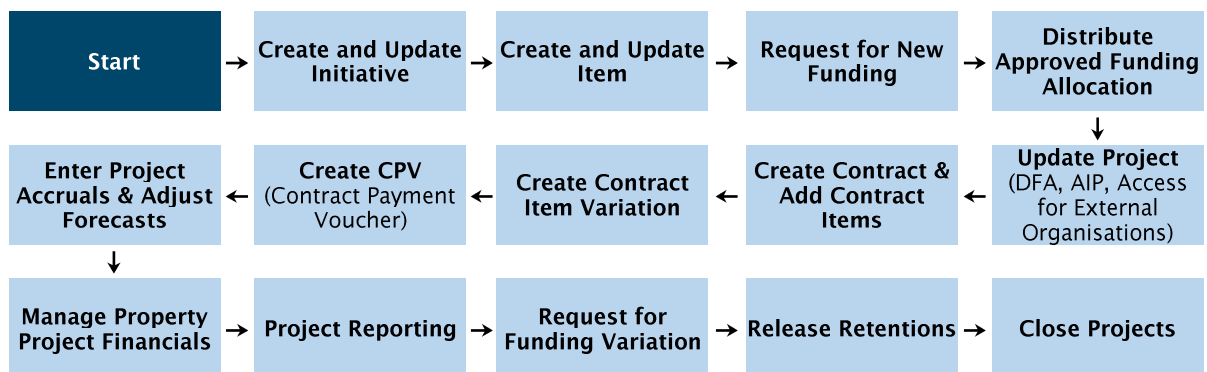 Start
Create and Update
Initiative
Create and Update
Item
Request for New
Funding
Distribute
Approved Funding
Allocation
Update Project
(DFA, AIP, Access
for External
Organisations)
Create Contract &
Add Contract
Items
Create Contract
Item Variation
Create CPV
(Contract Payment
Voucher)
Enter Project
Accruals & Adjust
Forecasts
Manage Property
Project Financials
Project Reporting
Request for
Funding Variation
Release Retentions
Close Projects